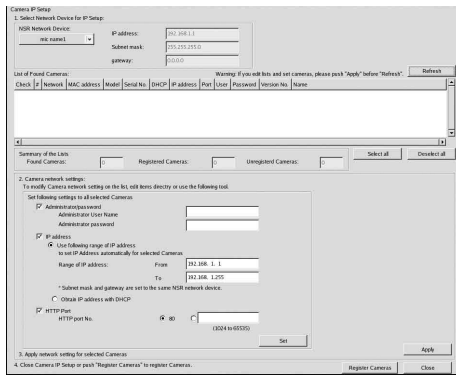 Camera IP Setup
1. Select Network Device for IP Setup:
NSR Network Device:
mic name1
IP address: 192.168.1.1
Subnet mask: 255.255.255.0
gateway: 0.0.0.0
List of Found Cameras:
Warning: If you edit lists and set cameras, please push "Apply" before "Refresh".
Refresh
Check # Network MAC address Model Serial No. DHCP IP address Port User Password Version No. Name
Summary of the Lists
Found Cameras: 0 Registered Cameras: 0 Unregisterd Cameras: 0
Select all Deselect all
2. Camera network settings:
To modify Camera network setting on the list, edit items directry or use the following tool.
Set following settings to all selected Cameras
Administrator/password
Administrator User Name
Administrator password
IP address
Use following range of IP address
to set IP Address automatically for selected Cameras
Range of IP address: From 192.168. 1. 1
To 192.168. 1.255
* Subnet mask and gateway are set to the same NSR network device.
Obtain IP address with DHCP
HTTP Port
HTTP port No. 80
(1024 to 65535)
Set
Apply
3. Apply network setting for selected Cameras
4. Close Camera IP Setup or push "Register Cameras" to register Cameras.
Register Cameras Close